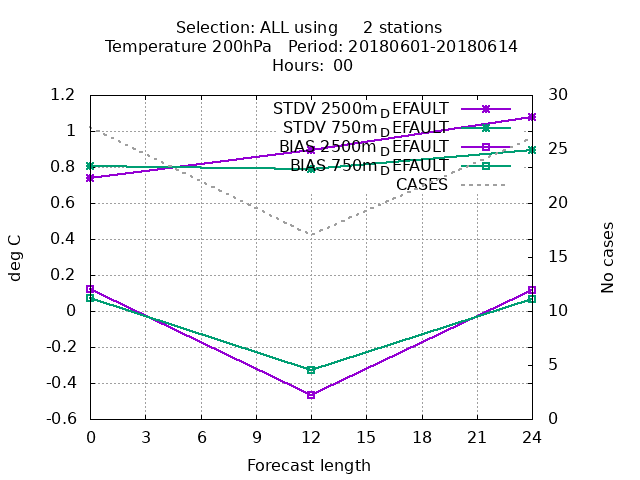 Selection: ALL using 2 stations
Temperature 200hPa Period: 20180601-20180614
Hours: 00
1.2
1
0.8
0.6
0.4
0.2
0
-0.2
-0.4
-0.6
deg C
STDV 2500m_DEFAULT
STDV 750m_DEFAULT
BIAS 2500m_DEFAULT
BIAS 750m_DEFAULT
CASES
30
25
20
15
10
5
0
No cases
0 3 6 9 12 15 18 21 24
Forecast length